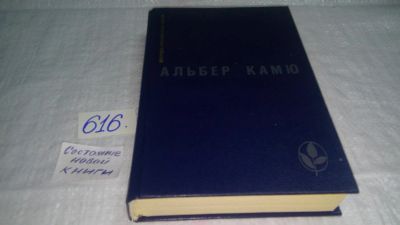 АЛЬБЕР КАМЮ
616.
Состояние
новой
книги